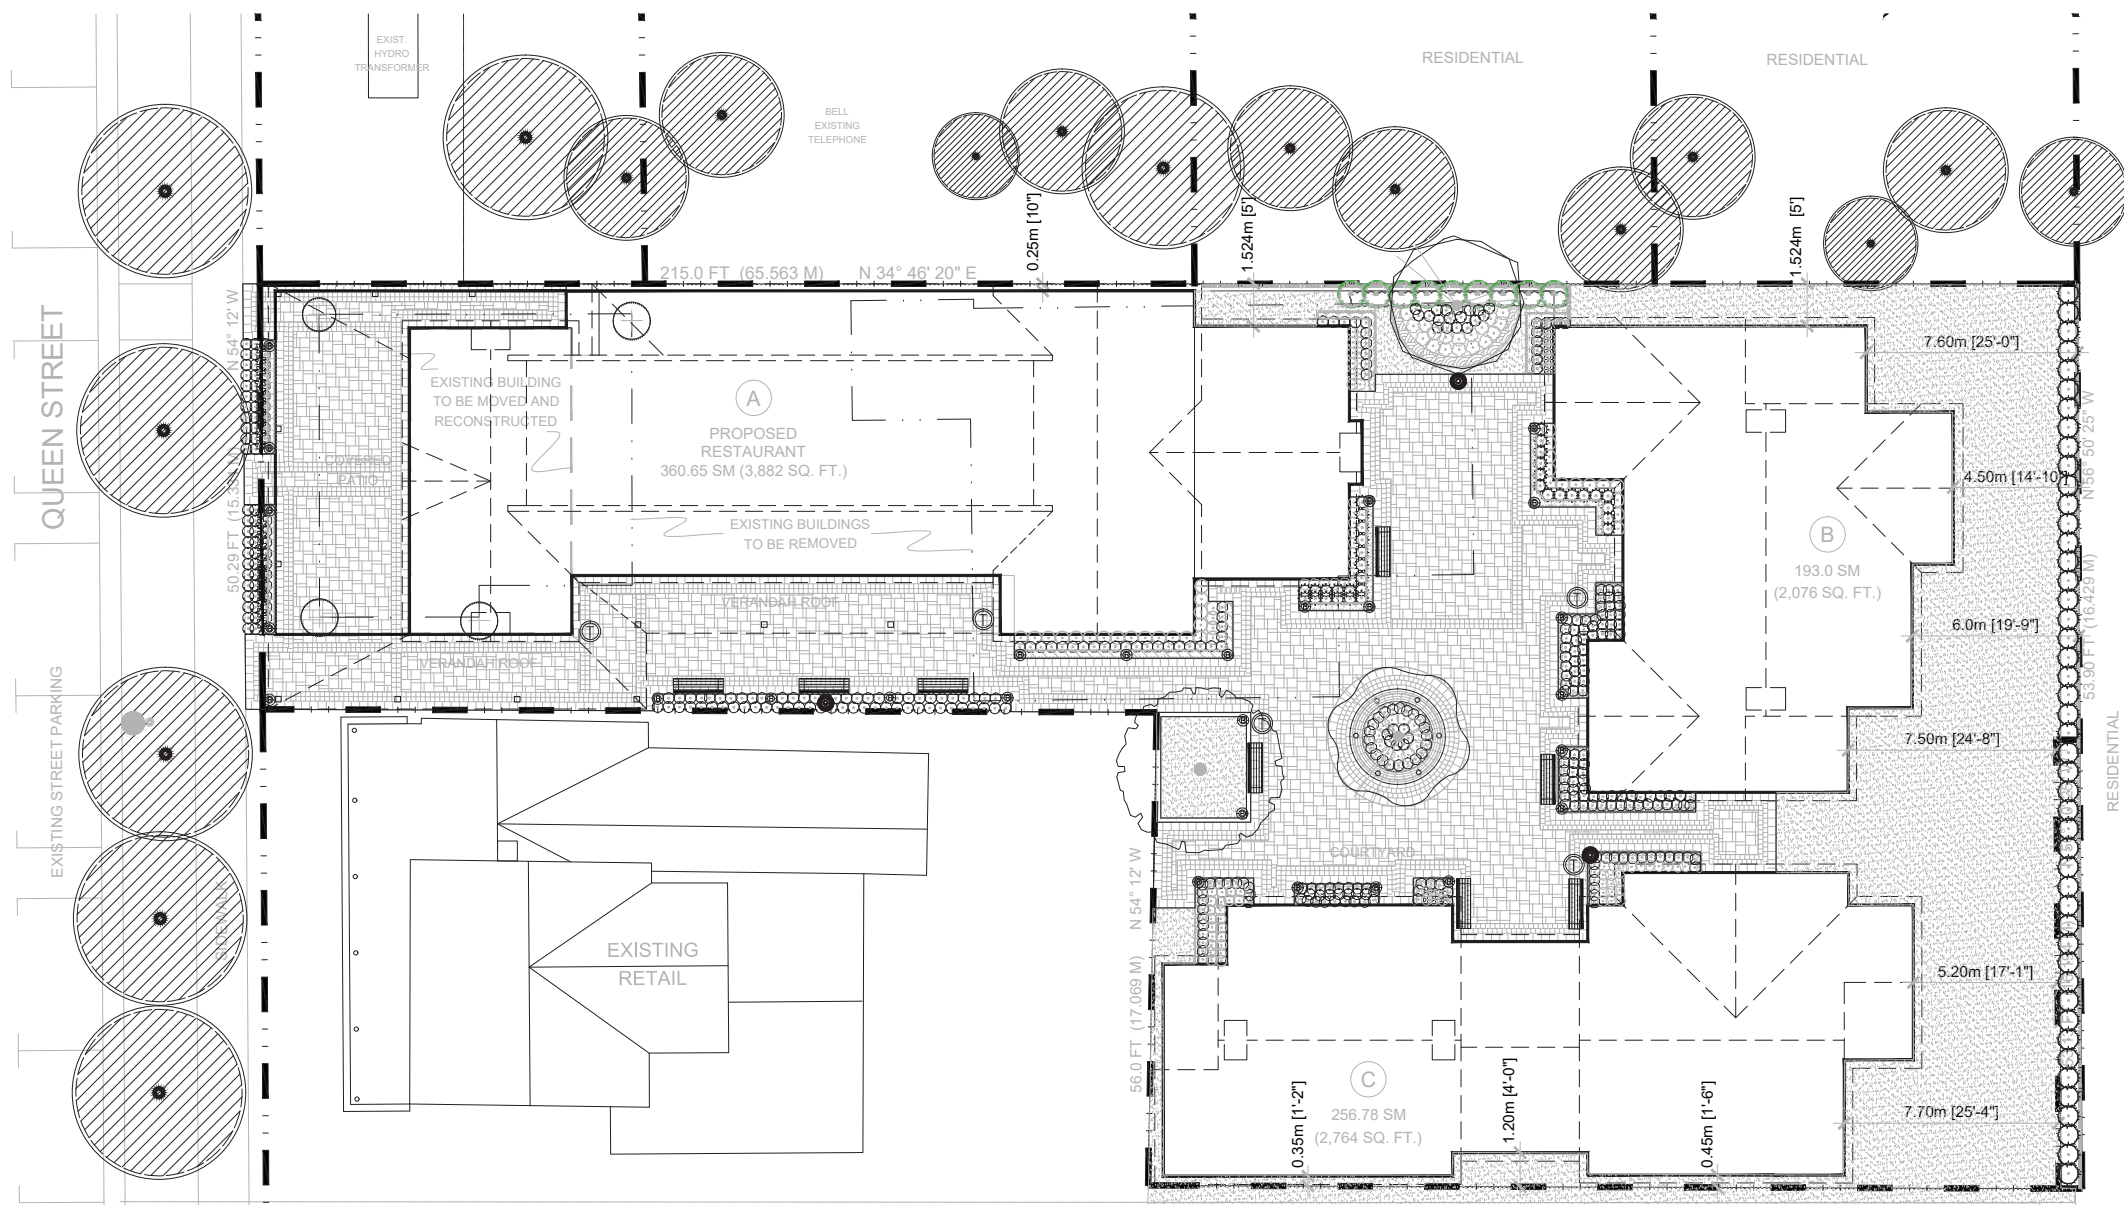 EXIST.
HYDRO
TRANSFORMER
BELL
EXISTING
TELEPHONE
RESIDENTIAL
RESIDENTIAL
215.0 FT (65.563 M) N 34° 46' 20" E
0.25m [10"]
1.524m [5']
1.524m [5']
QUEEN STREET
N 54° 12' W
50.29 FT
EXISTING BUILDING
TO BE MOVED AND
RECONSTRUCTED
COVERED
PATIO
A
PROPOSED
RESTAURANT
360.65 SM (3,882 SQ. FT.)
EXISTING BUILDINGS
TO BE REMOVED
VERANDAH ROOF
VERANDAH ROOF
7.60m [25'-0"]
4.50m [14'-10"]
B
193.0 SM
(2,076 SQ. FT.)
6.0m [19'-9"]
7.50m [24'-8"]
N 56° 50' 25" W
53.90 FT (16.429 M)
RESIDENTIAL
EXISTING STREET PARKING
SIDEWALK
COURTYARD
N 54° 12' W
56.0 FT (17.069 M)
EXISTING
RETAIL
5.20m [17'-1"]
C
256.78 SM
(2,764 SQ. FT.)
0.35m [1'-2"]
1.20m [4'-0"]
0.45m [1'-6"]
7.70m [25'-4"]